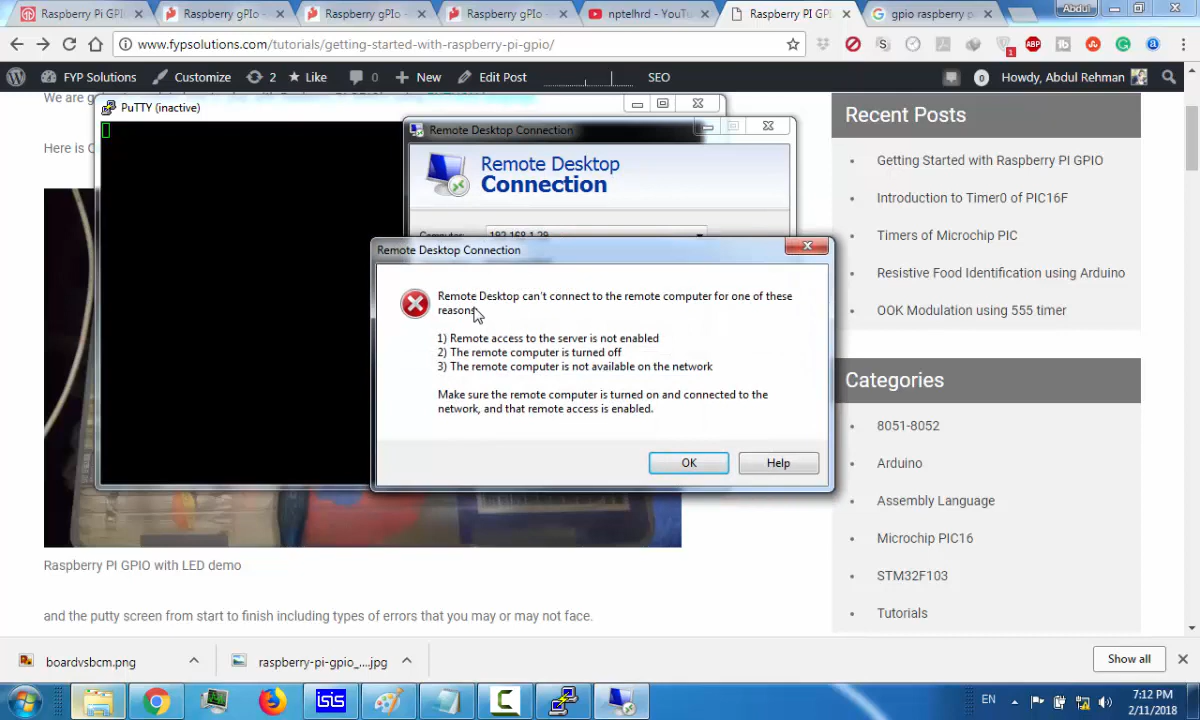 Raspberry Pi GPIO
Raspberry gPIo -
Raspberry gPIo -
Raspberry gPIo -
nptelhrd - YouTu
Raspberry PI GPI
gpio raspberry p
Abdul
www.fypsolutions.com/tutorials/getting-started-with-raspberry-pi-gpio/
FYP Solutions
Customize
2
Like
0
New
Edit Post
SEO
0
Howdy, Abdul Rehman
PuTTY (inactive)
Here is C
Remote Desktop Connection
Remote Desktop
Connection
192.168.1.29
Remote Desktop Connection
Remote Desktop can't connect to the remote computer for one of these
reasons
1) Remote access to the server is not enabled
2) The remote computer is turned off
3) The remote computer is not available on the network
Make sure the remote computer is turned on and connected to the
network, and that remote access is enabled.
OK
Help
Raspberry PI GPIO with LED demo
and the putty screen from start to finish including types of errors that you may or may not face.
Recent Posts
Getting Started with Raspberry PI GPIO
Introduction to Timer0 of PIC16F
Timers of Microchip PIC
Resistive Food Identification using Arduino
OOK Modulation using 555 timer
Categories
8051-8052
Arduino
Assembly Language
Microchip PIC16
STM32F103
Tutorials
boardvsbcm.png
raspberry-pi-gpio_....jpg
Show all
isis
EN
7:12 PM
2/11/2018